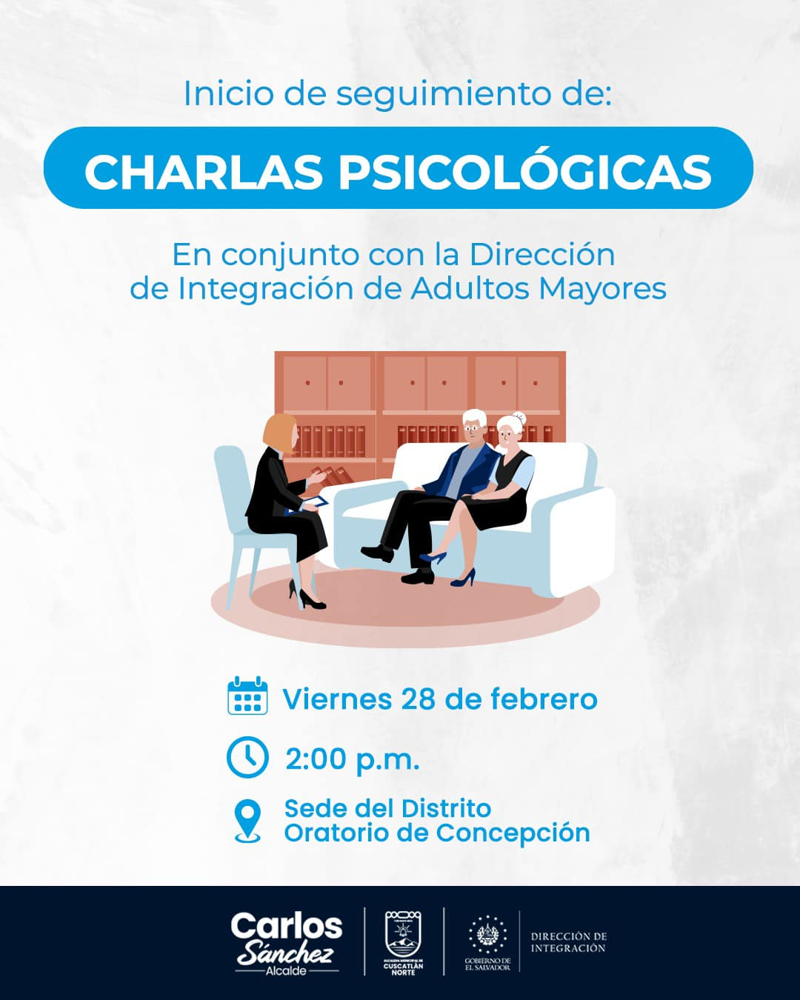 Inicio de seguimiento de:
CHARLAS PSICOLÓGICAS
En conjunto con la Dirección
de Integración de Adultos Mayores
Viernes 28 de febrero
2:00 p.m.
Sede del Distrito
Oratorio de Concepción
Carlos
Sánchez
Alcalde
ALCALDÍA MUNICIPAL DE
CUSCATLÁN
NORTE
GOBIERNO DE
EL SALVADOR
DIRECCIÓN DE
INTEGRACIÓN